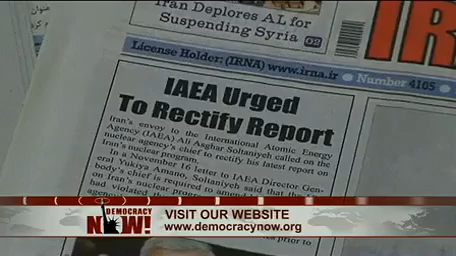 Iran Deplores AL for
Suspending Syria D2
License Holder: (IRNA) www.irna.ir Number 4105
IAEA Urged
To Rectify Report
Iran's envoy to the International Atomic Energy
Agency (IAEA) Ali Asghar Soltaniyeh called on the
nuclear agency's chief to rectify his latest report on
Iran's nuclear program.
In a November 16 letter to IAEA Director Gen-
eral Yukiya Amano, Soltaniyeh said that the
body's chief is required to
on Iran's nuclear
had violated
prior to
DEMOCRACY
NOW!
VISIT OUR WEBSITE
www.democracynow.org